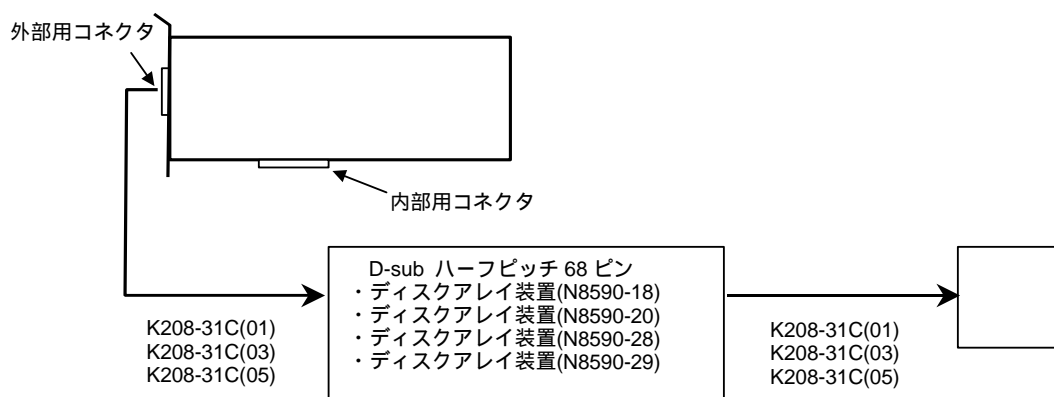 外部用コネクタ
内部用コネクタ
D-sub ハーフピッチ 68 ピン
・ディスクアレイ装置(N8590-18)
・ディスクアレイ装置(N8590-20)
・ディスクアレイ装置(N8590-28)
・ディスクアレイ装置(N8590-29)
K208-31C(01)
K208-31C(03)
K208-31C(05)
K208-31C(01)
K208-31C(03)
K208-31C(05)